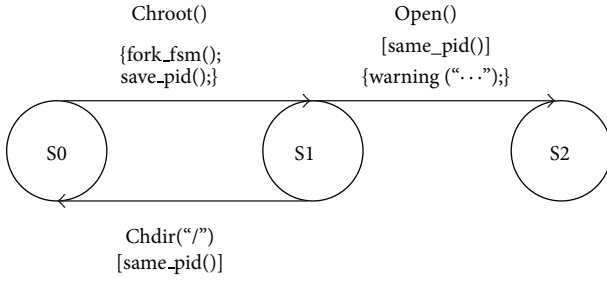 Chroot()
{fork_fsm();
save_pid();}
Open()
[same_pid()]
{warning (“···”);}
S0
S1
S2
Chdir(“/”)
[same_pid()]